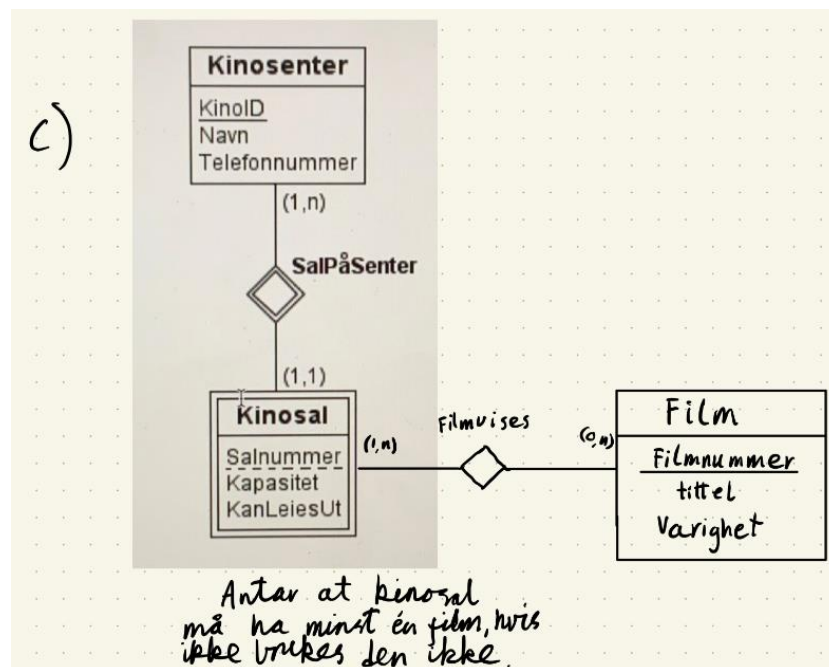 c)
Kinosenter
KinoID
Navn
Telefonnummer
(1,n)
SalPåSenter
(1,1)
Kinosal
Salnummer
Kapasitet
KanLeiesUt
(1,n)
Filmvises
(0,n)
Film
Filmnummer
tittel
Varighet
Antar at kinosal
må ha minst én film, hvis
ikke brukes den ikke.